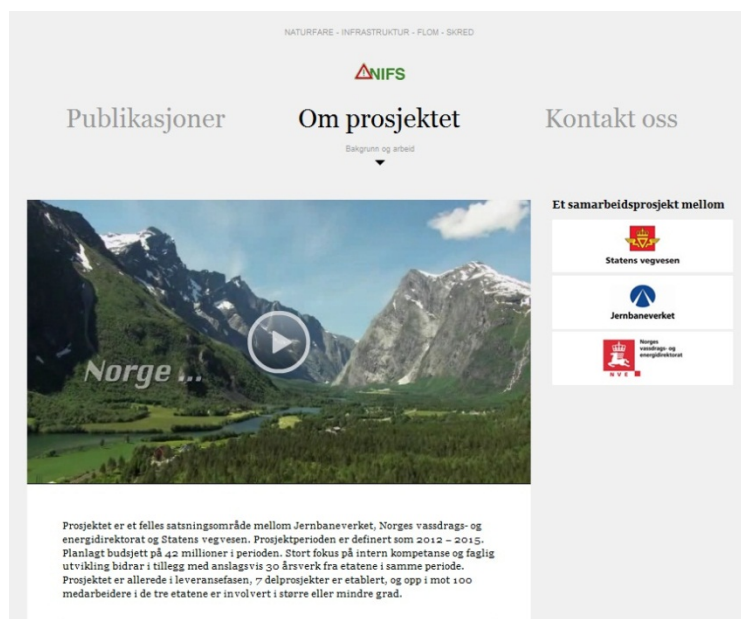 NATURFARE - INFRASTRUKTUR - FLOM - SKRED
NIFS
Publikasjoner
Om prosjektet
Kontakt oss
Bakgrunn og arbeid
Norge ...
Et samarbeidsprosjekt mellom
Statens vegvesen
Jernbaneverket
Norges
vassdrags- og
energidirektorat
NVE
Prosjektet er et felles satsningsområde mellom Jernbaneverket, Norges vassdrags- og
energidirektorat og Statens vegvesen. Prosjektperioden er definert som 2012 – 2015.
Planlagt budsjett på 42 millioner i perioden. Stort fokus på intern kompetanse og faglig
utvikling bidrar i tillegg med anslagsvis 30 årsverk fra etatene i samme periode.
Prosjektet er allerede i leveransefasen, 7 delprosjekter er etablert, og opp i mot 100
medarbeidere i de tre etatene er involvert i større eller mindre grad.